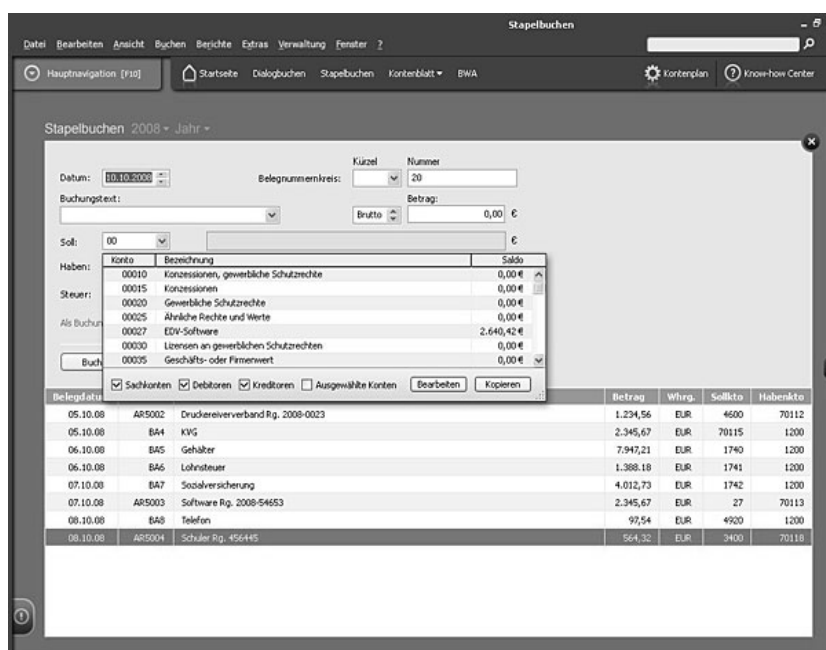 Stapelbuchen
Datei Bearbeiten Ansicht Buchen Berichte Extras Verwaltung Fenster ?
Hauptnavigation [F10] Startseite Dialogbuchen Stapelbuchen Kontenblatt BWA Kontenplan Know-how Center
Stapelbuchen 2008 Jahr
Kürzel Nummer
Datum: 10.10.2008 Belegnummernkreis: 20
Buchungstext: Betrag:
Brutto 0,00 €
Soll: 00 €
Haben:
Steuer:
Als Buchun
Buch
Konto Bezeichnung Saldo
00010 Konzessionen, gewerbliche Schutzrechte 0,00 €
00015 Konzessionen 0,00 €
00020 Gewerbliche Schutzrechte 0,00 €
00025 Ähnliche Rechte und Werte 0,00 €
00027 EDV-Software 2.640,42 €
00030 Lizensen an gewerblichen Schutzrechten 0,00 €
00035 Geschäfts- oder Firmenwert 0,00 €
Sachkonten Debitoren Kreditoren Ausgewählte Konten Bearbeiten Kopieren
Belegdatu Betrag Whrg. Sollkto Habenkto
05.10.08 AR5002 Druckereiververband Rg. 2008-0023 1.234,56 EUR 4600 70112
05.10.08 BA4 KVG 2.345,67 EUR 70115 1200
06.10.08 BA5 Gehälter 7.947,21 EUR 1740 1200
06.10.08 BA6 Lohnsteuer 1.388.18 EUR 1741 1200
07.10.08 BA7 Sozialversicherung 4.012,73 EUR 1742 1200
07.10.08 AR5003 Software Rg. 2008-54653 2.345,67 EUR 27 70113
08.10.08 BA8 Telefon 97,54 EUR 4920 1200
08.10.08 AR5004 Schuler Rg. 456445 564,32 EUR 3400 70118